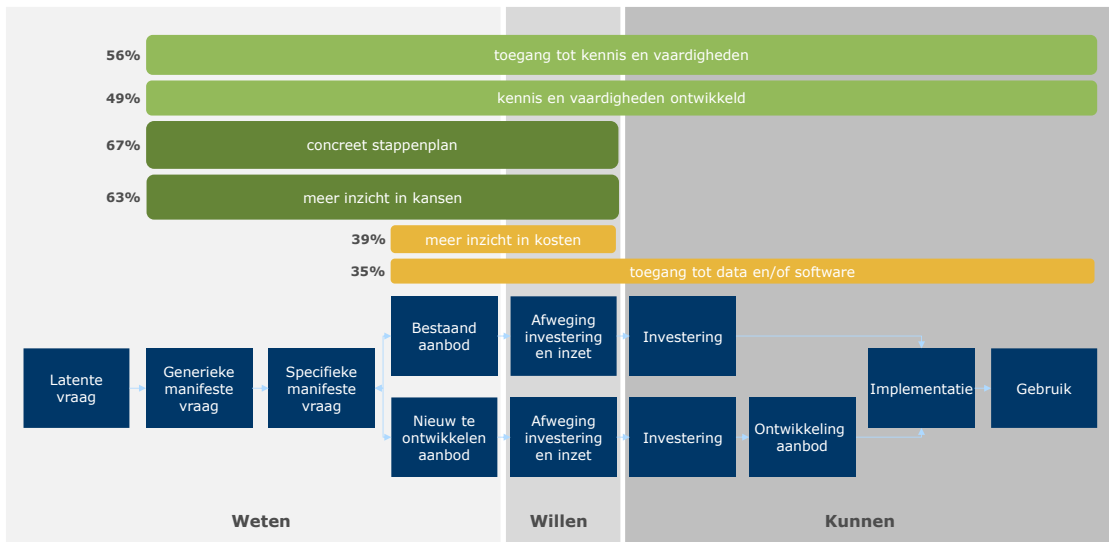 56% toegang tot kennis en vaardigheden
49% kennis en vaardigheden ontwikkeld
67% concreet stappenplan
63% meer inzicht in kansen
39% meer inzicht in kosten
35% toegang tot data en/of software
Bestaand
aanbod
Afweging
investering
en inzet
Investering
Latente
vraag
Generieke
manifeste
vraag
Specifieke
manifeste
vraag
Implementatie
Gebruik
Nieuw te
ontwikkelen
aanbod
Afweging
investering
en inzet
Investering
Ontwikkeling
aanbod
Weten
Willen
Kunnen